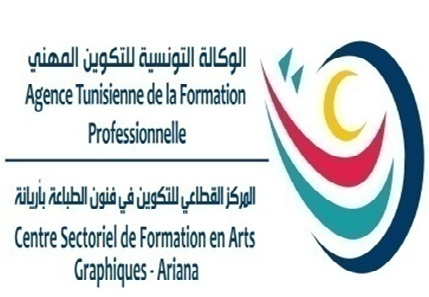 الوكالة التونسية للتكوين المهني
Agence Tunisienne de la Formation
Professionnelle
المركز القطاعي للتكوين في فنون الطباعة بأريانة
Centre Sectoriel de Formation en Arts
Graphiques - Ariana